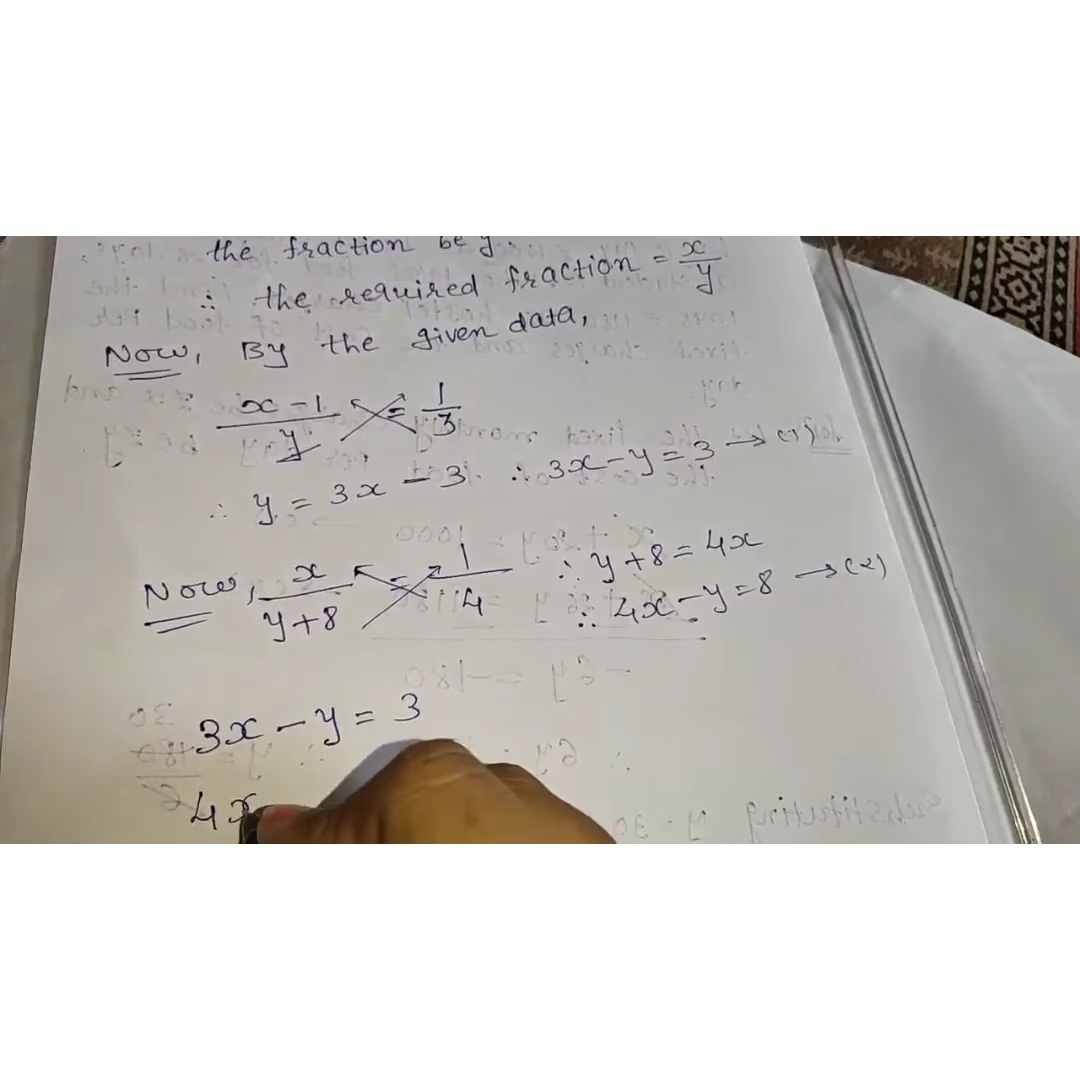 the fraction be y.
∴ the required fraction = x/y
Now, By the given data,
(x - 1)/y = 1/3
∴ y = 3x - 3 ∴ 3x - y = 3 → (1)
Now, x/(y+8) = 1/4 ∴ y + 8 = 4x
∴ 4x - y = 8 → (2)
3x - y = 3
4x